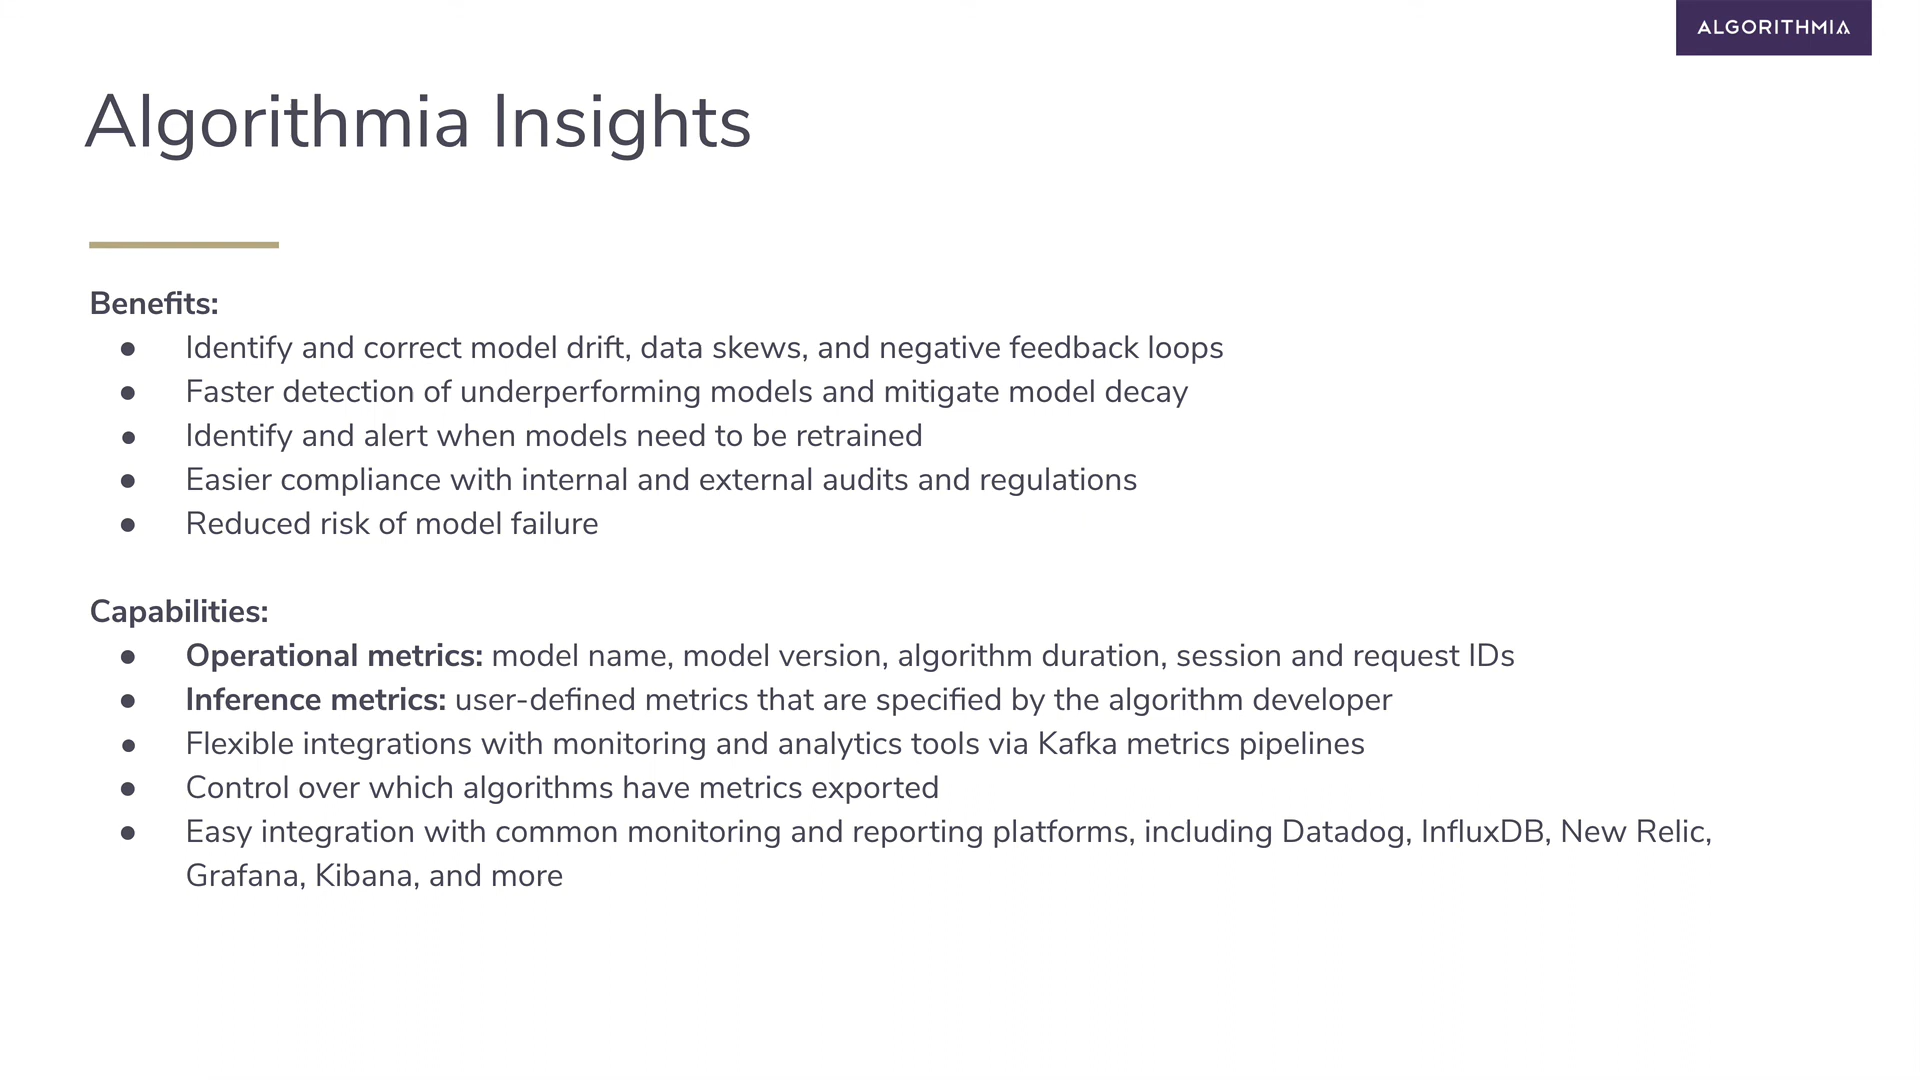 ALGORITHMIA
Algorithmia Insights
Benefits:
● Identify and correct model drift, data skews, and negative feedback loops
● Faster detection of underperforming models and mitigate model decay
● Identify and alert when models need to be retrained
● Easier compliance with internal and external audits and regulations
● Reduced risk of model failure
Capabilities:
● Operational metrics: model name, model version, algorithm duration, session and request IDs
● Inference metrics: user-defined metrics that are specified by the algorithm developer
● Flexible integrations with monitoring and analytics tools via Kafka metrics pipelines
● Control over which algorithms have metrics exported
● Easy integration with common monitoring and reporting platforms, including Datadog, InfluxDB, New Relic,
Grafana, Kibana, and more